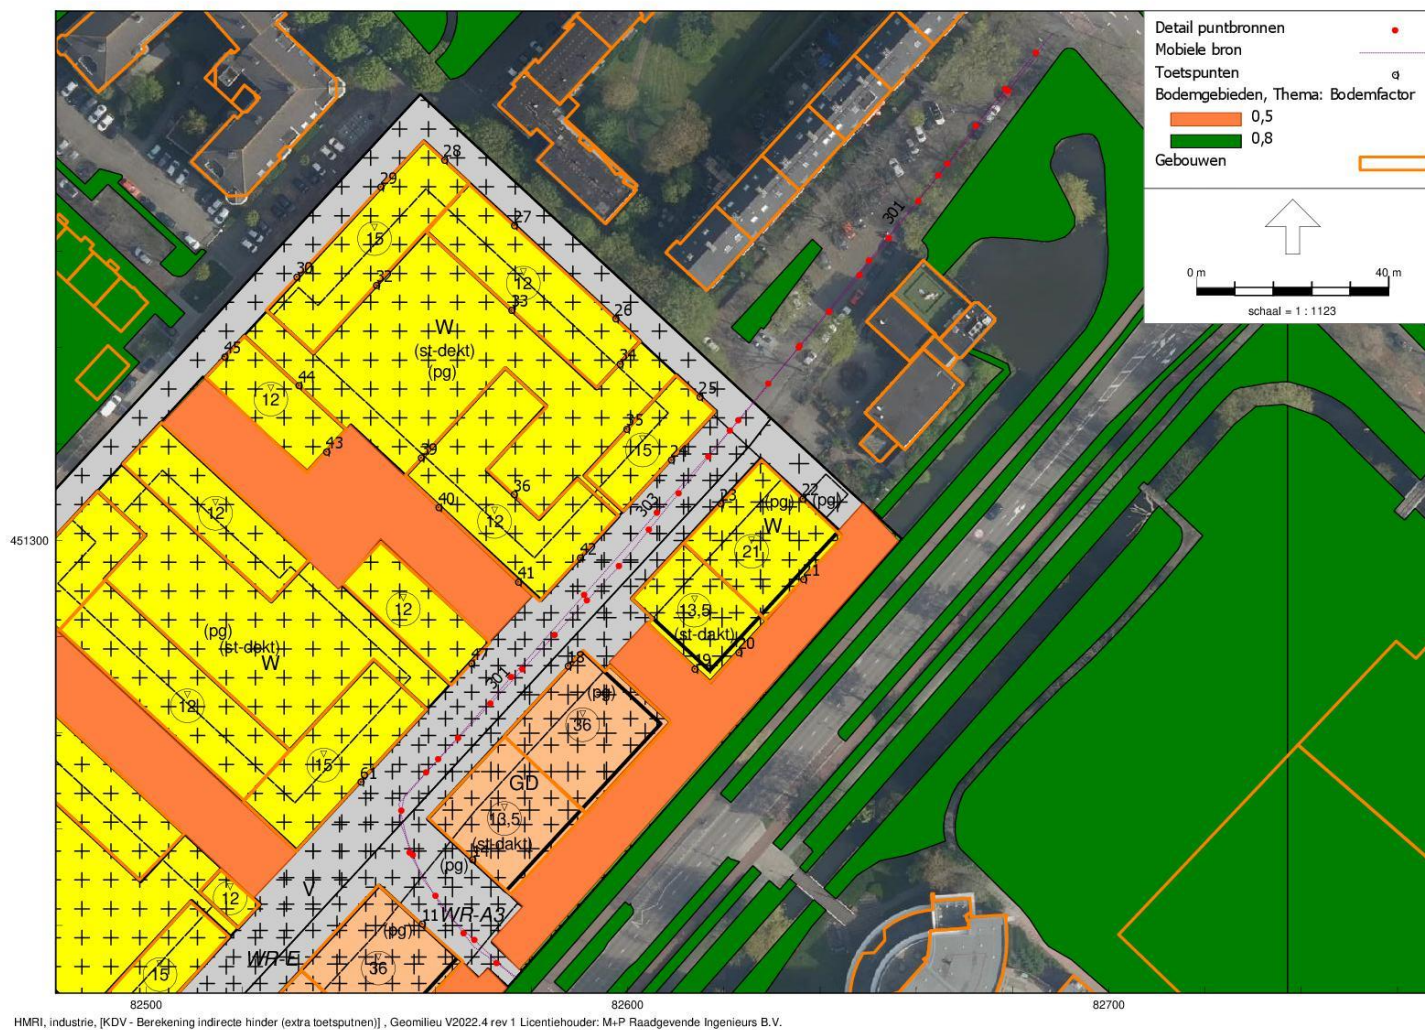 Detail puntbronnen
Mobiele bron
Toetspunten
Bodemgebieden, Thema: Bodemfactor
0,5
0,8
Gebouwen
0 m 40 m
schaal = 1 : 1123
28
29
15
27
30
32
12
33
26
301
W
(st-dekt)
(pg)
34
45
44
12
25
35
15
24
43
39
36
40
12
303
23
22
(pg)
(pg)
W
21
12
42
451300
41
21
12
13,5
(st-dakt)
(pg)
(st-dekt)
W
20
19
47
18
301
(pg)
12
36
15
61
GD
13,5
(st-dakt)
(pg)
V
12
11
WR-A3
(pg)
WR-E
36
15
82500 82600 82700
HMRI, industrie, [KDV - Berekening indirecte hinder (extra toetsputnen)] , Geomilieu V2022.4 rev 1 Licentiehouder: M+P Raadgevende Ingenieurs B.V.